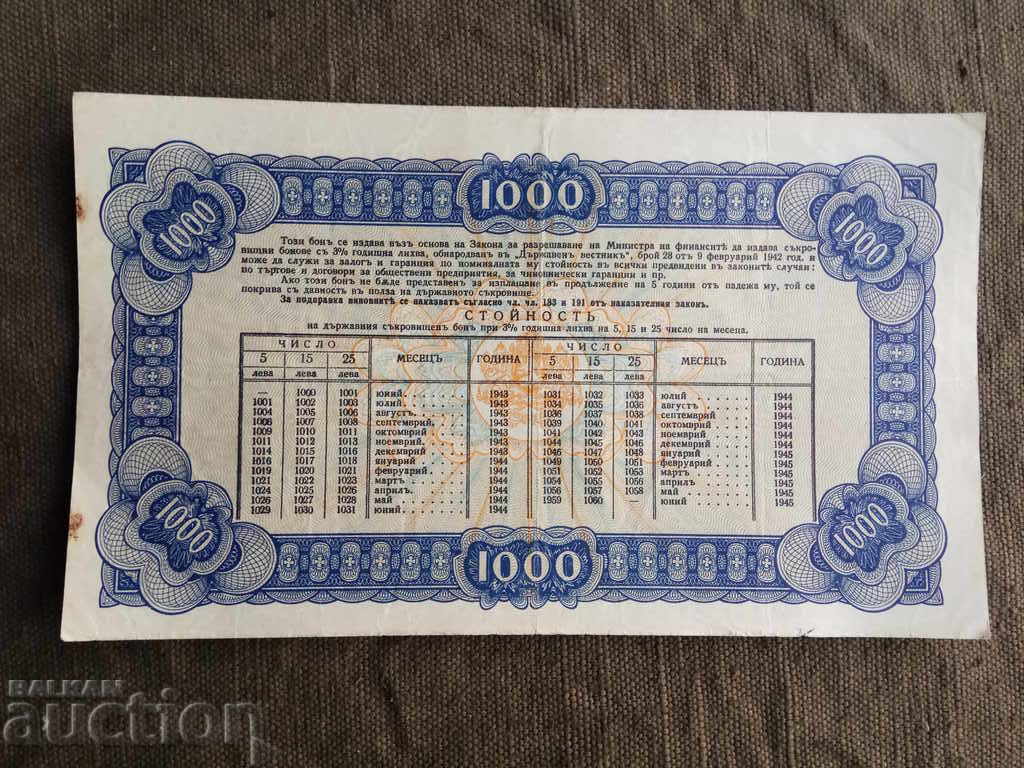 1000
1000
1000
Този бонъ се издава възъ основа на Закона за разрешаване на Министра на финанситѣ да издава съкро-
вищни бонове съ 3% годишна лихва, обнародванъ въ „Държавенъ вестникъ", брой 28 отъ 9 февруарий 1942 год. и
може да служи за залогъ и гаранция по номиналната му стойность въ всички предвидени въ законитѣ случаи:
по търгове и договори за обществени предприятия, за чиновнически гаранции и пр.
Ако този бонъ не бѫде представенъ за изплащане въ продължение на 5 години отъ падежа му, той се
покрива съ давность въ полза на държавното съкровище.
За подправка виновнитѣ се наказватъ съгласно чл. чл. 183 и 191 отъ наказателния законъ.
СТОЙНОСТЬ
на държавния съкровищенъ бонъ при 3% годишна лихва на 5, 15 и 25 число на месеца.
ЧИСЛО МЕСЕЦЪ ГОДИНА ЧИСЛО МЕСЕЦЪ ГОДИНА
5 15 25 5 15 25
лева лева лева лева лева лева
— 1000 1001 юний 1943 1031 1032 1033 юлий 1944
1001 1002 1003 юлий 1943 1034 1035 1036 августъ 1944
1004 1005 1006 августъ 1943 1036 1037 1038 септемврий 1944
1006 1007 1008 септемврий 1943 1039 1040 1041 октомврий 1944
1009 1010 1011 октомврий 1943 1041 1042 1043 ноемврий 1944
1011 1012 1013 ноемврий 1943 1044 1045 1046 декемврий 1944
1014 1015 1016 декемврий 1943 1046 1047 1048 януарий 1945
1016 1017 1018 януарий 1944 1049 1050 1051 февруарий 1945
1019 1020 1021 февруарий 1944 1051 1052 1053 мартъ 1945
1021 1022 1023 мартъ 1944 1054 1055 1056 априлъ 1945
1024 1025 1026 априлъ 1944 1056 1057 1058 май 1945
1026 1027 1028 май 1944 1959 1060 — юний 1945
1029 1030 1031 юний 1944
1000
1000
1000
BALKAN
auction